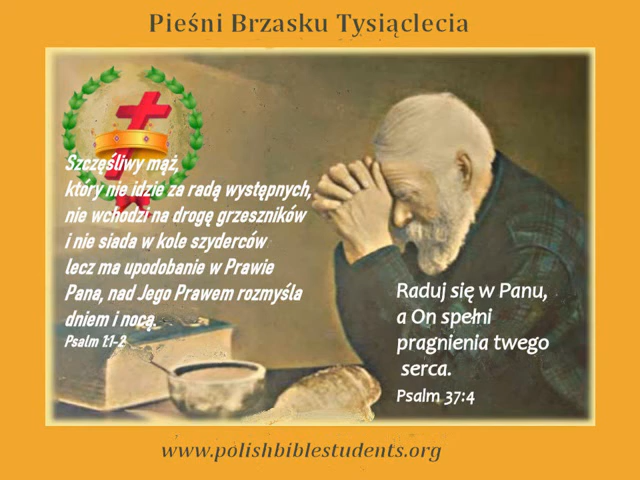 Pieśni Brzasku Tysiąclecia
Szczęśliwy mąż,
który nie idzie za radą występnych,
nie wchodzi na drogę grzeszników
i nie siada w kole szyderców
lecz ma upodobanie w Prawie
Pana, nad Jego Prawem rozmyśla
dniem i nocą.
Psalm 1:1-2
Raduj się w Panu,
a On spełni
pragnienia twego
serca.
Psalm 37:4
www.polishbiblestudents.org